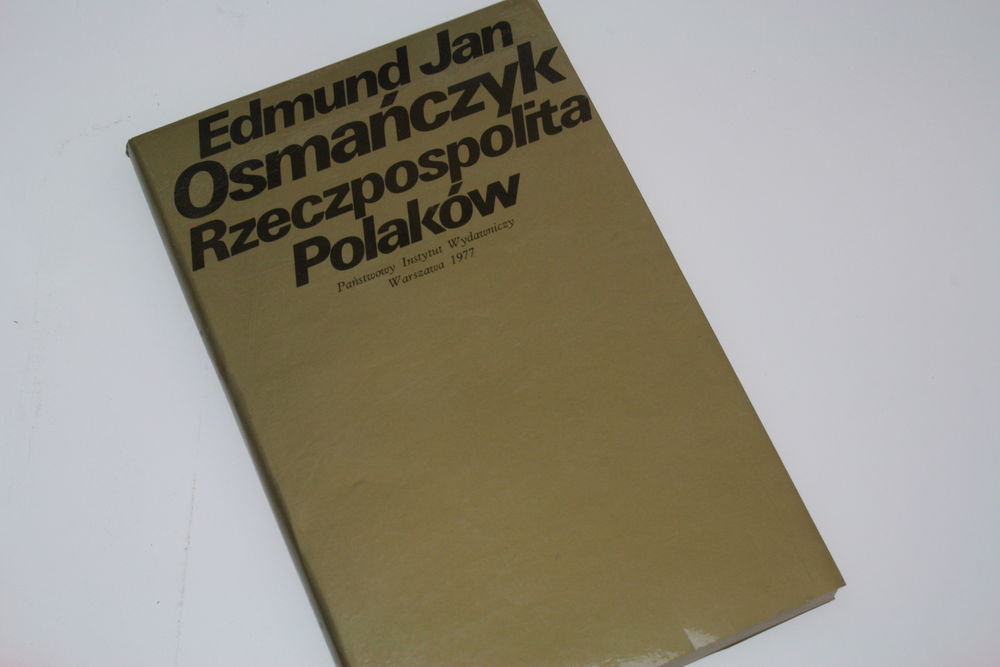 Edmund Jan
Osmańczyk
Rzeczpospolita
Polaków
Państwowy Instytut Wydawniczy
Warszawa 1977